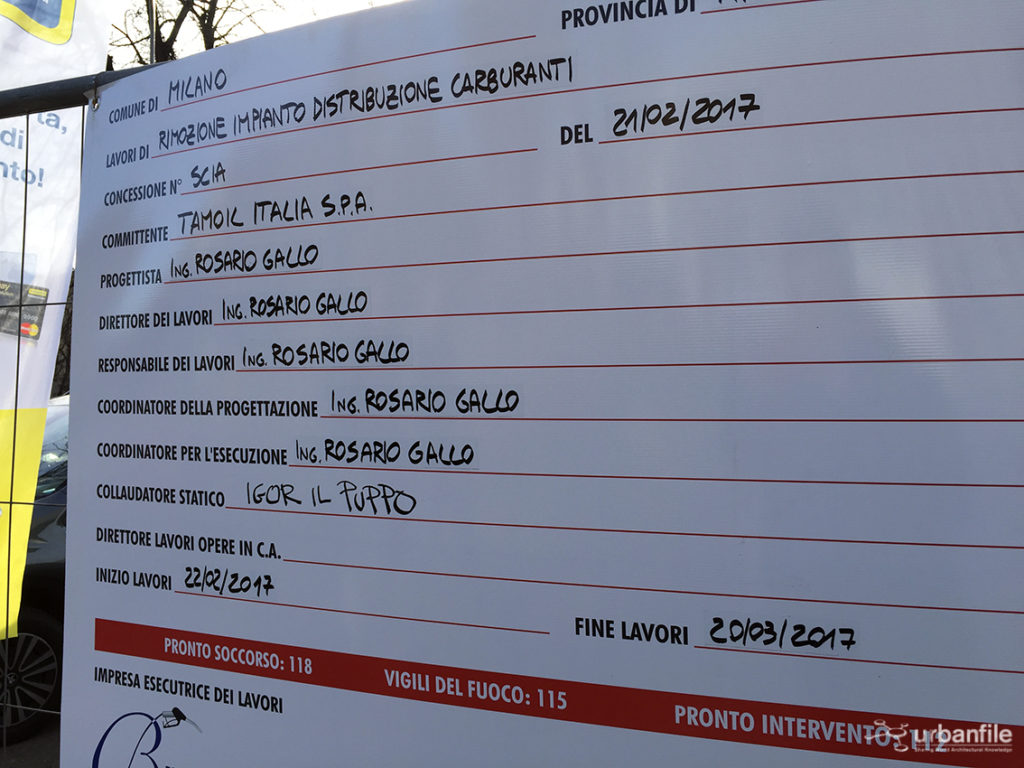 PROVINCIA DI
COMUNE DI MILANO
LAVORI DI RIMOZIONE IMPIANTO DISTRIBUZIONE CARBURANTI
CONCESSIONE N° SCIA DEL 21/02/2017
COMMITTENTE TAMOIL ITALIA S.P.A.
PROGETTISTA ING. ROSARIO GALLO
DIRETTORE DEI LAVORI ING. ROSARIO GALLO
RESPONSABILE DEI LAVORI ING. ROSARIO GALLO
COORDINATORE DELLA PROGETTAZIONE ING. ROSARIO GALLO
COORDINATORE PER L'ESECUZIONE ING. ROSARIO GALLO
COLLAUDATORE STATICO IGOR IL PUPPO
DIRETTORE LAVORI OPERE IN C.A.
INIZIO LAVORI 22/02/2017 FINE LAVORI 20/03/2017
PRONTO SOCCORSO: 118 VIGILI DEL FUOCO: 115 PRONTO INTERVENTO: 112
IMPRESA ESECUTRICE DEI LAVORI
di
nto!
urbanfile